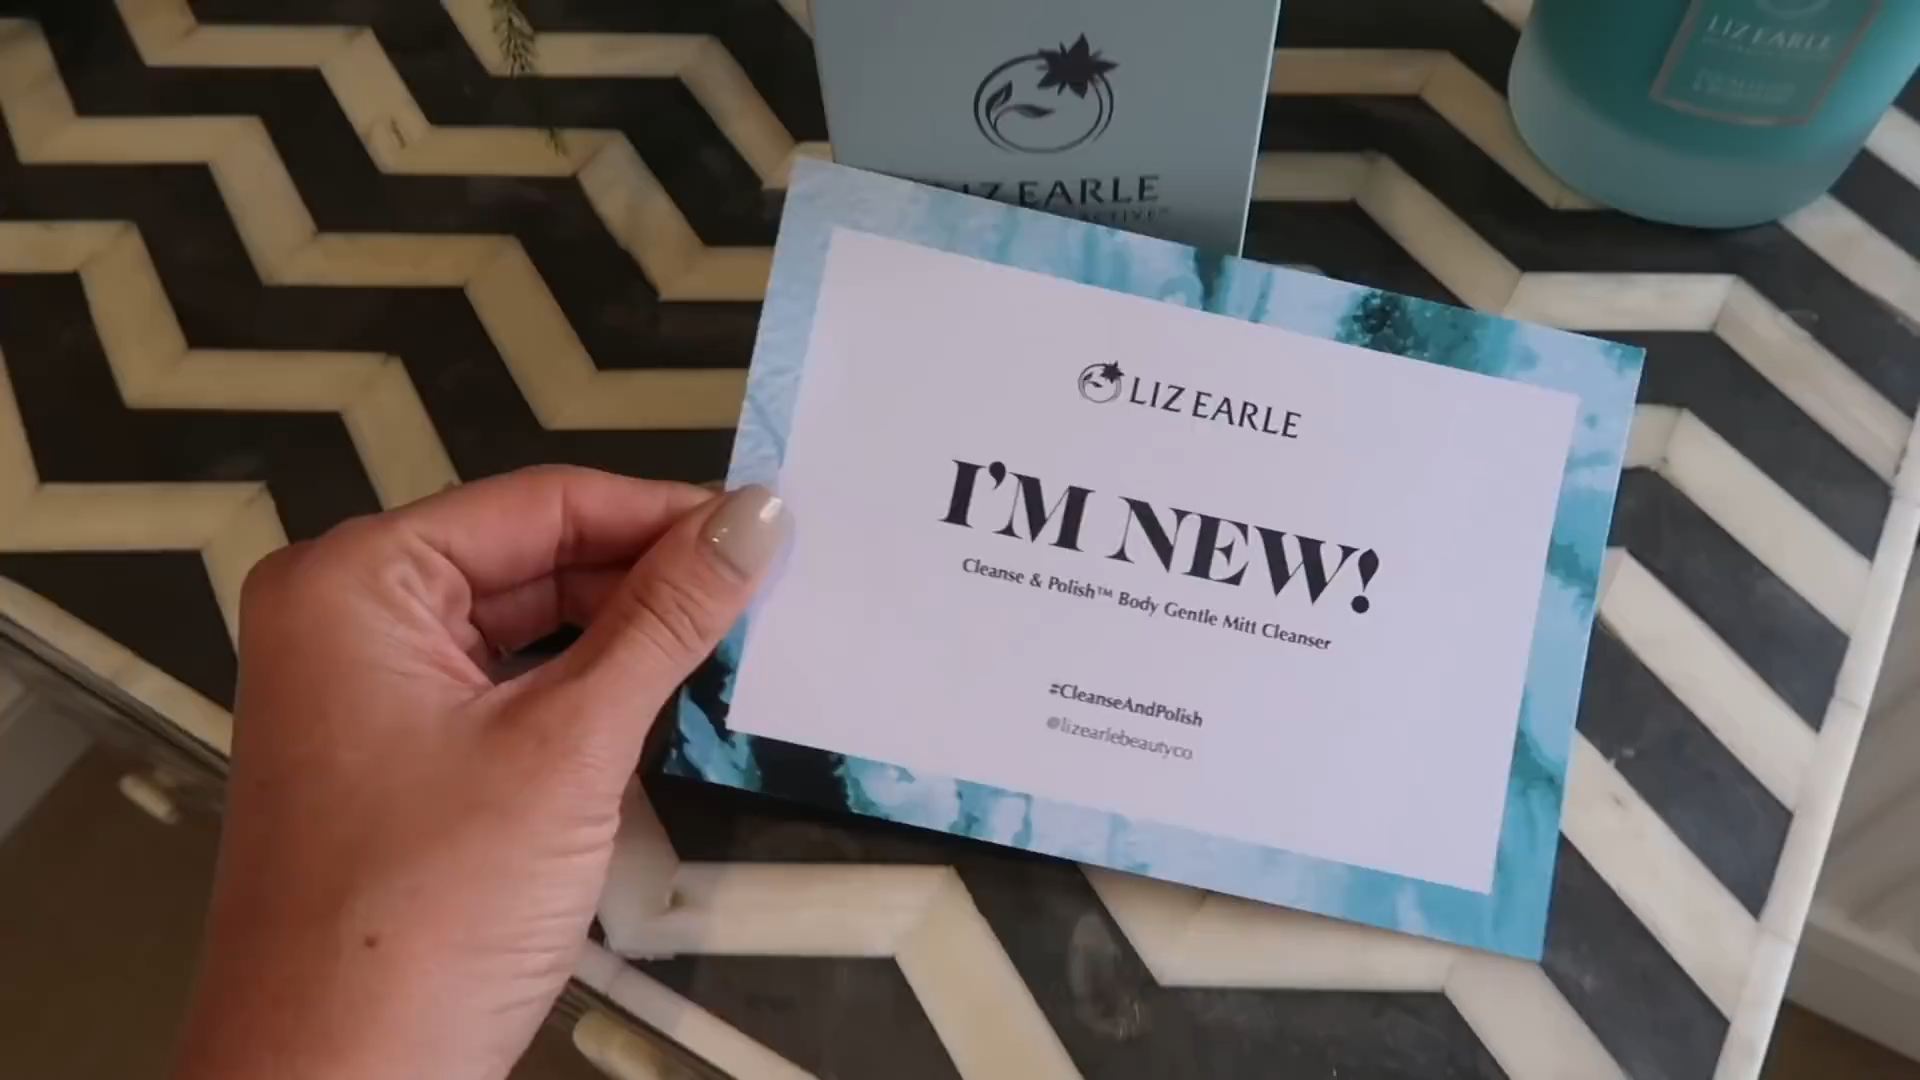 LIZ EARLE
LIZ EARLE
LIZ EARLE
I'M NEW!
Cleanse & Polish™ Body Gentle Mitt Cleanser
#CleanseAndPolish
@lizearlebeautyco